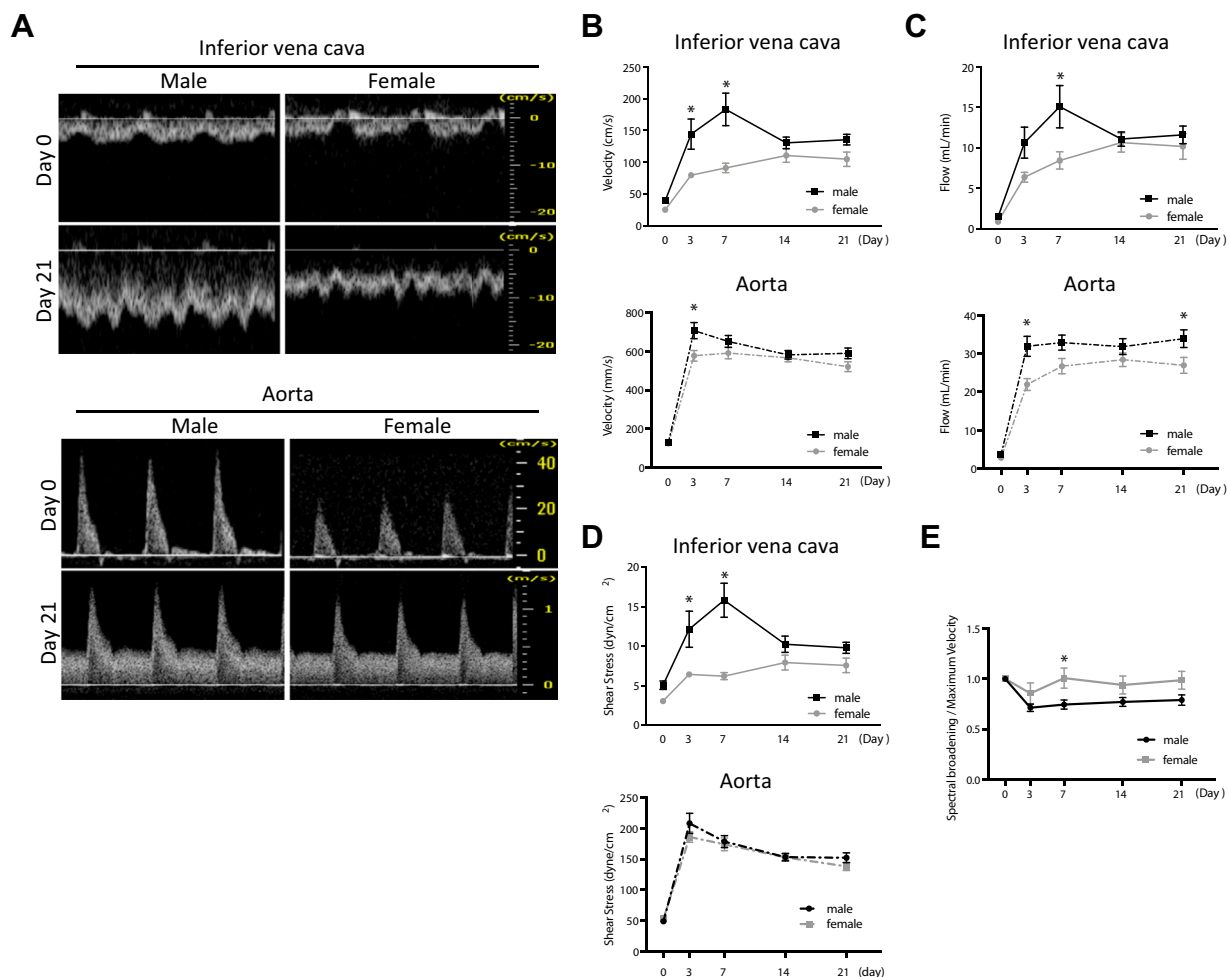 A
Inferior vena cava
Male Female
Day 0
(cm/s)
0
-10
-20
Day 21
(cm/s)
0
-10
-20
Aorta
Male Female
Day 0
(cm/s)
40
20
0
Day 21
(m/s)
1
0
B
Inferior vena cava
Velocity (cm/s)
250
200
150
100
50
0
* *
male
female
0 3 7 14 21 (Day )
Aorta
Velocity (mm/s)
800
600
400
200
0
*
male
female
0 3 7 14 21 (Day )
C
Inferior vena cava
Flow (mL/min)
20
15
10
5
0
*
male
female
0 3 7 14 21 (Day )
Aorta
Flow (mL/min)
40
30
20
10
0
* *
male
female
0 3 7 14 21 (Day )
D
Inferior vena cava
Shear Stress (dyn/cm 2)
20
15
10
5
0
* *
male
female
0 3 7 14 21 (Day )
Aorta
Shear Stress (dyne/cm 2)
250
200
150
100
50
0
male
female
0 3 7 14 21 (day)
E
Spectral broadening / Maximum Velocity
1.5
1.0
0.5
0.0
*
male
female
0 3 7 14 21 (Day )